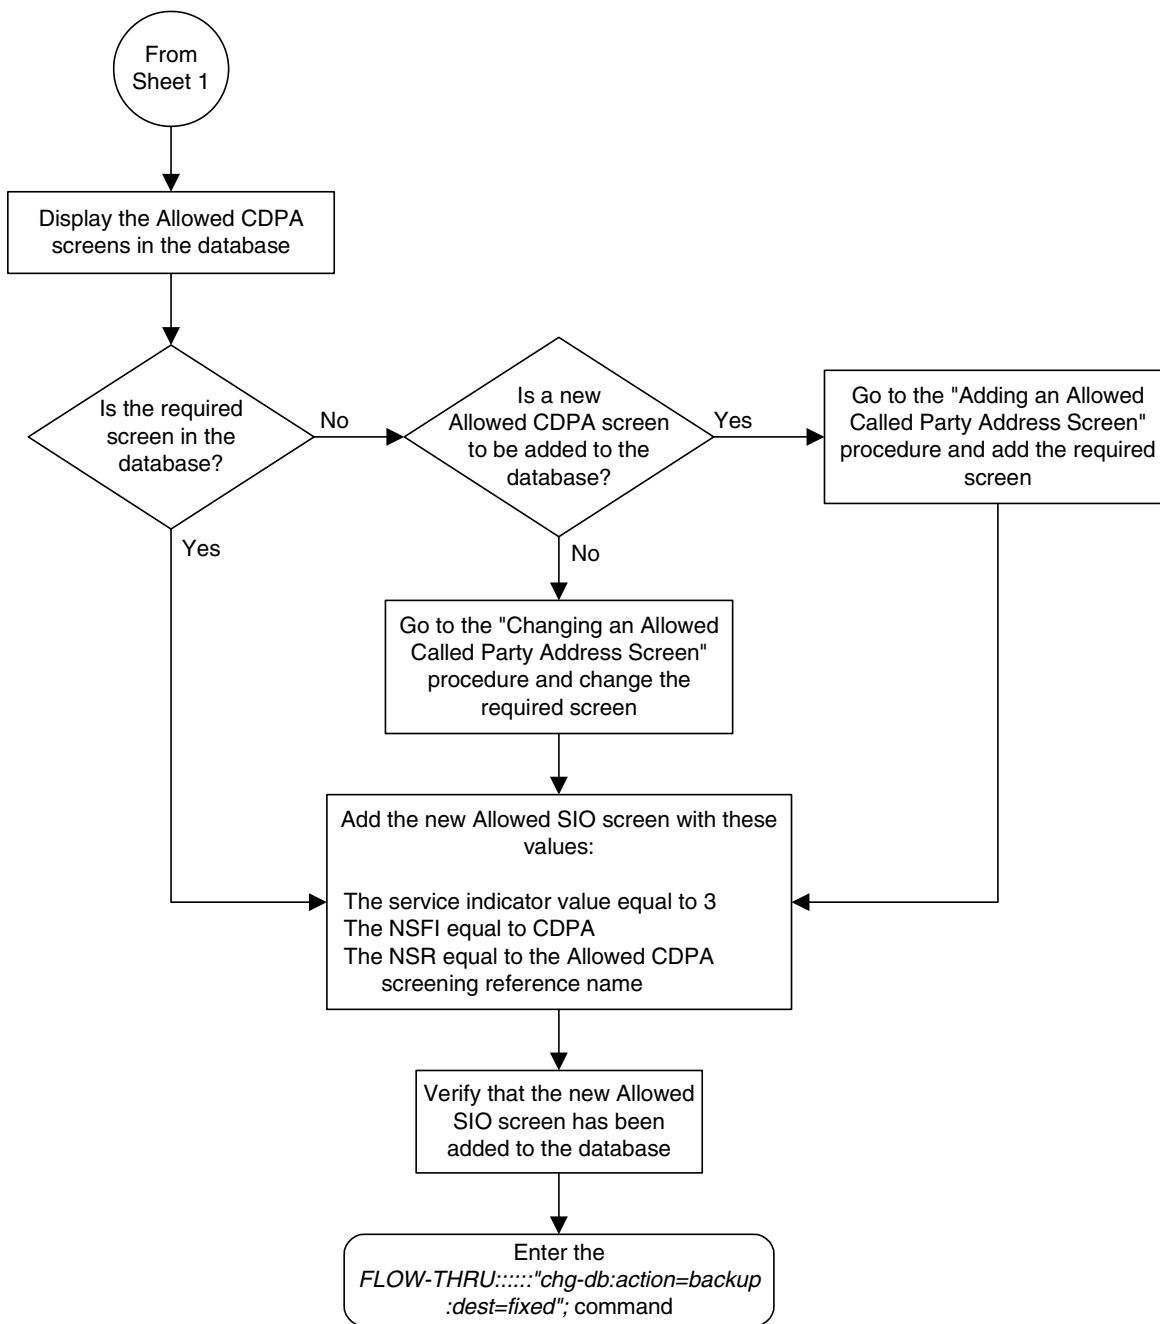 From
Sheet 1
Display the Allowed CDPA
screens in the database
Is the required
screen in the
database?
No
Yes
Is a new
Allowed CDPA screen
to be added to the
database?
Yes
No
Go to the "Adding an Allowed
Called Party Address Screen"
procedure and add the required
screen
Go to the "Changing an Allowed
Called Party Address Screen"
procedure and change the
required screen
Add the new Allowed SIO screen with these
values:
The service indicator value equal to 3
The NSFI equal to CDPA
The NSR equal to the Allowed CDPA
screening reference name
Verify that the new Allowed
SIO screen has been
added to the database
Enter the
FLOW-THRU::::::"chg-db:action=backup
:dest=fixed"; command